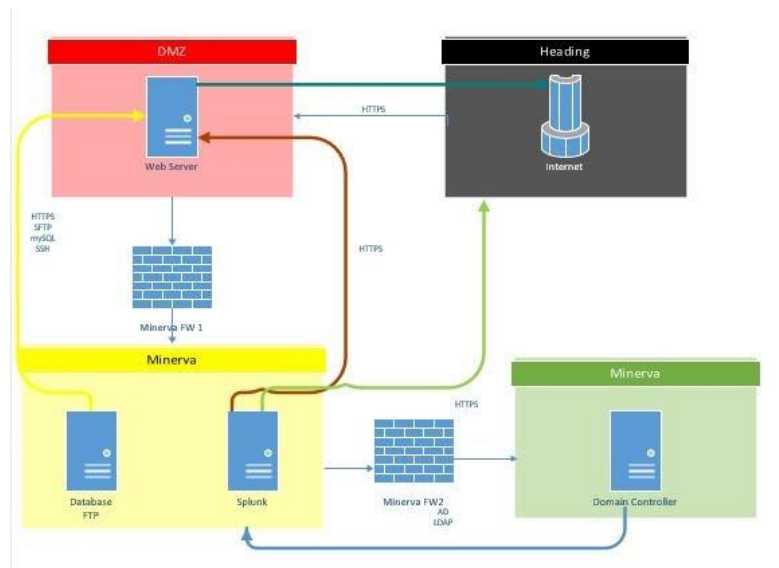 DMZ
Heading
HTTPS
Web Server
Internet
HTTPS
SFTP
mySQL
SSH
HTTPS
Minerva FW 1
Minerva
Minerva
HTTPS
Database
FTP
Splunk
Minerva FW2
AD
LDAP
Domain Controller